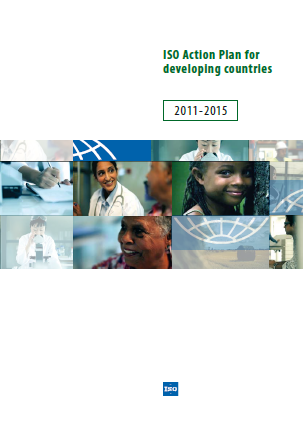 ISO Action Plan for
developing countries
2011-2015
ISO